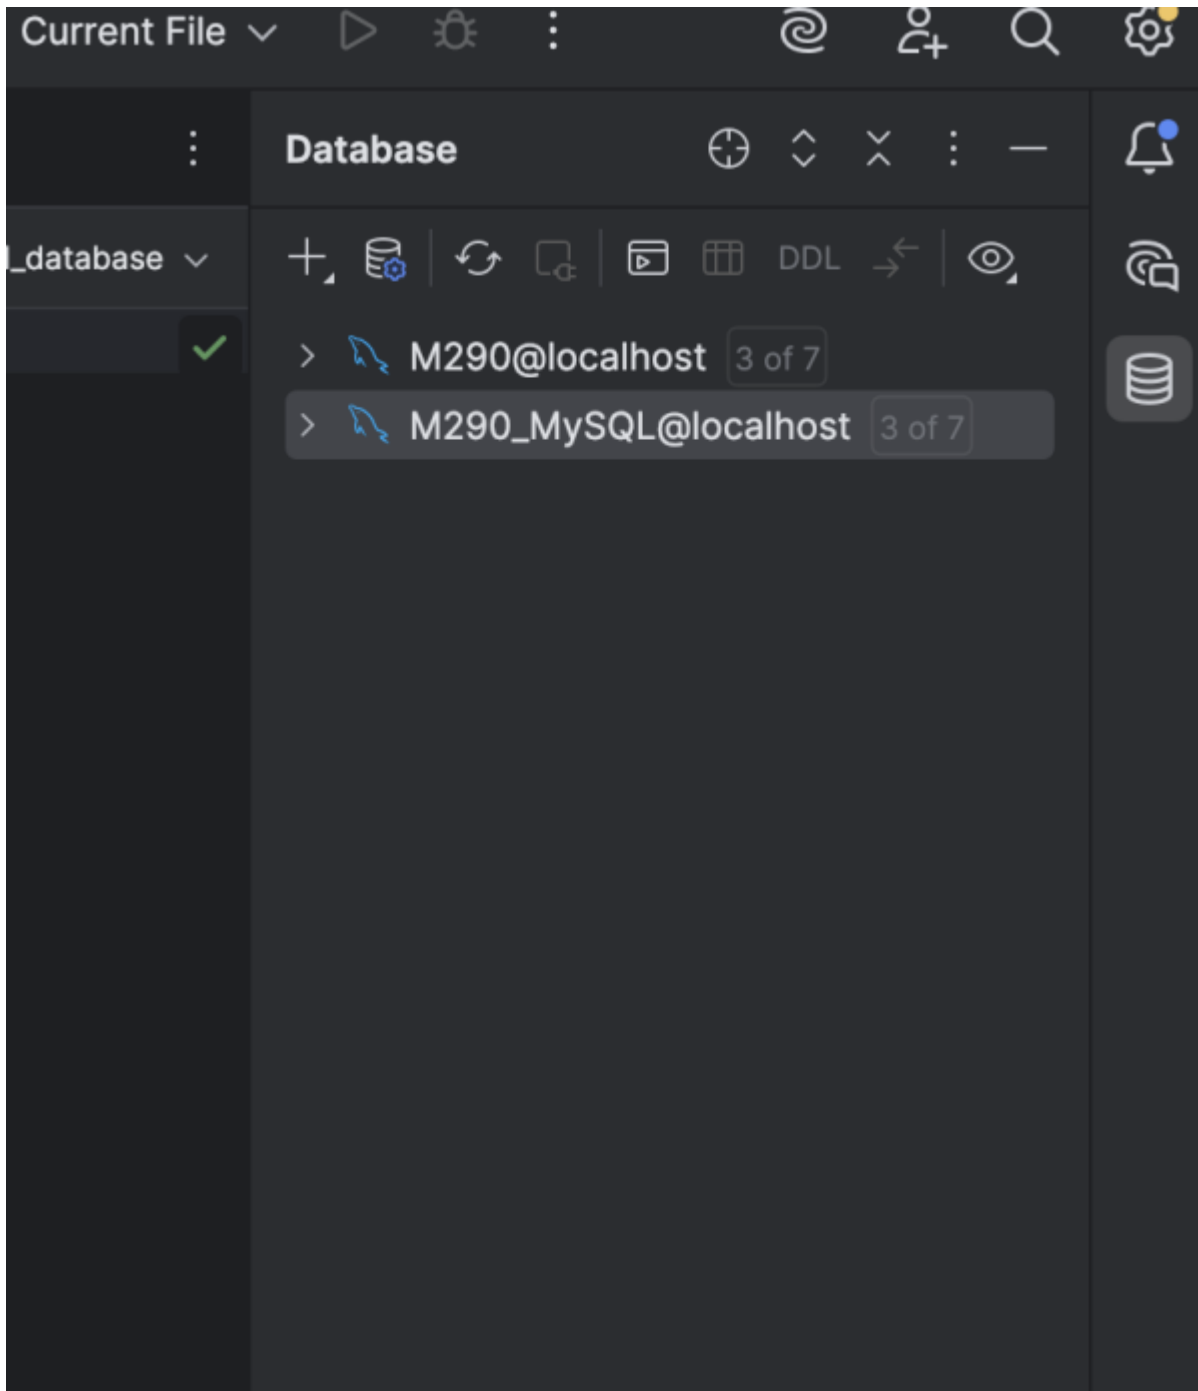 Current File
Database
_database
DDL
M290@localhost 3 of 7
M290_MySQL@localhost 3 of 7